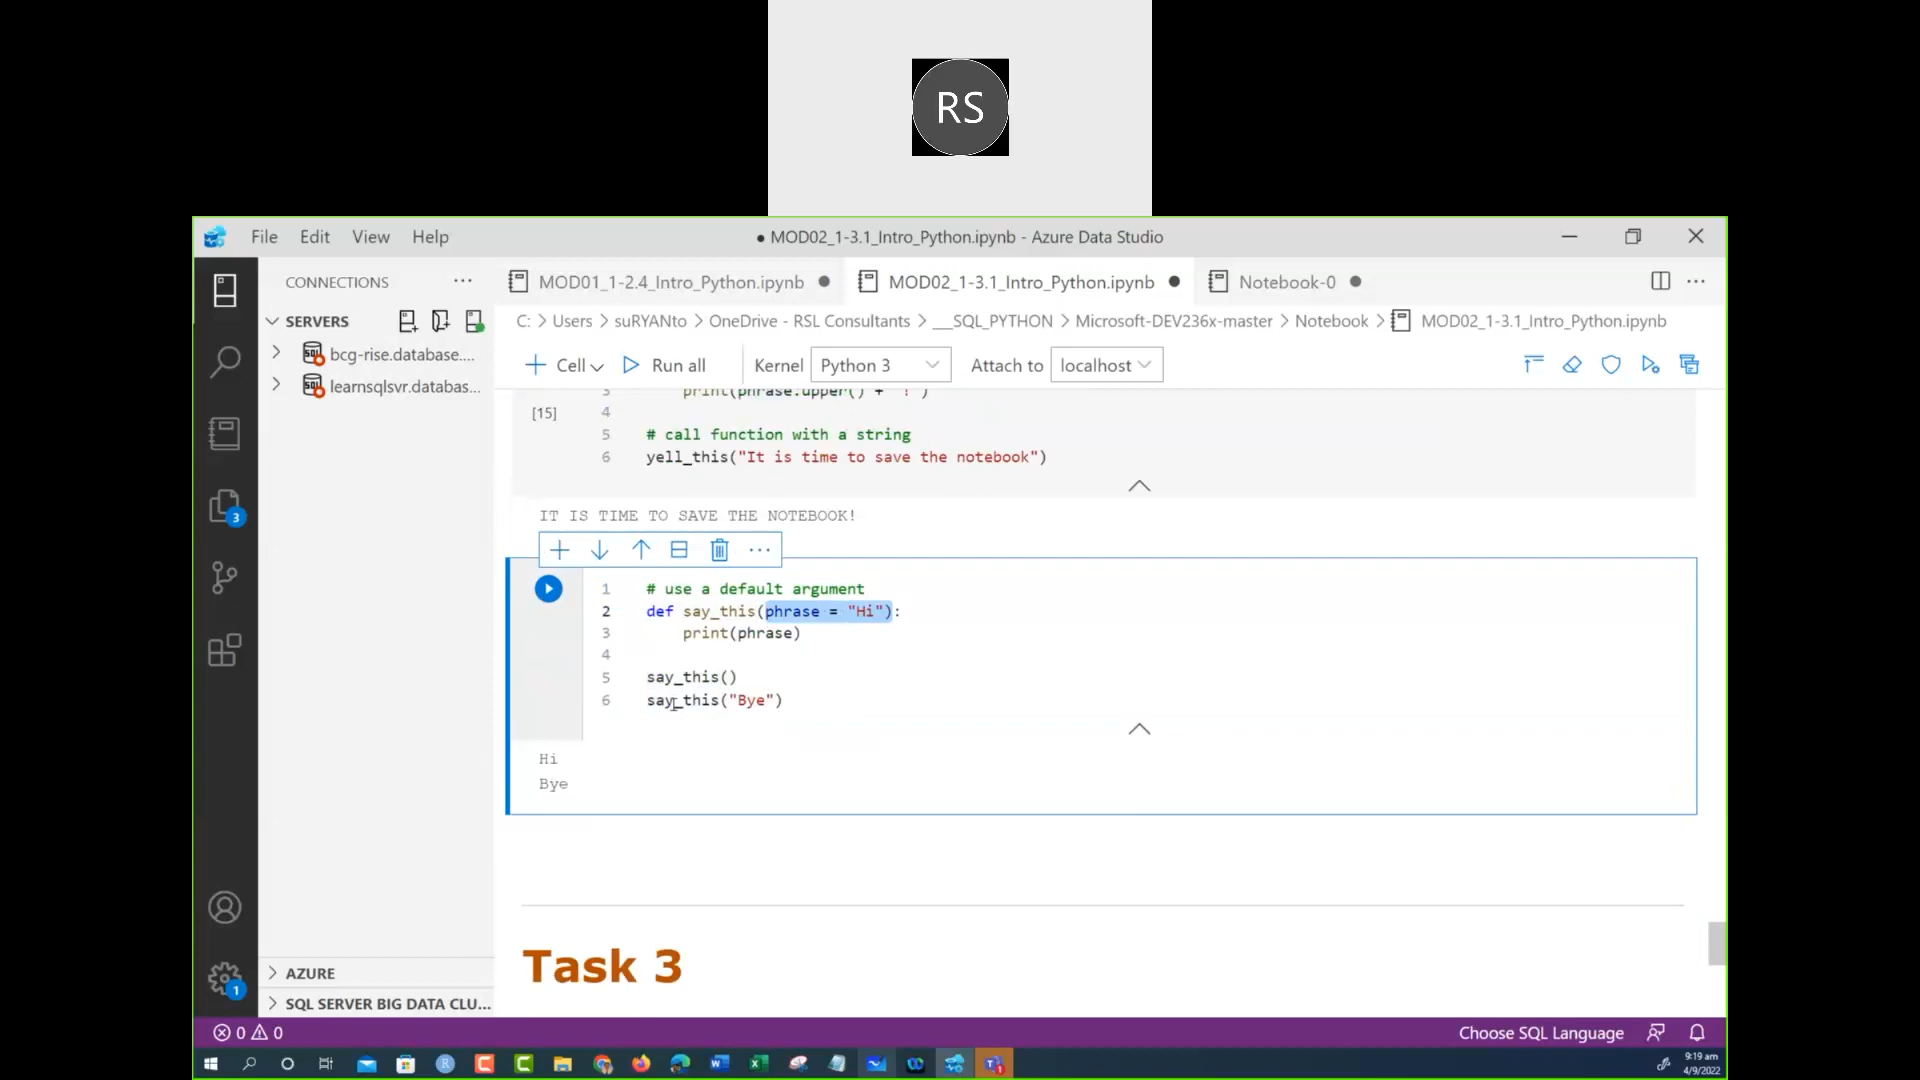 RS
File Edit View Help
● MOD02_1-3.1_Intro_Python.ipynb - Azure Data Studio
CONNECTIONS
MOD01_1-2.4_Intro_Python.ipynb
MOD02_1-3.1_Intro_Python.ipynb
Notebook-0
SERVERS
C: > Users > suRYANto > OneDrive - RSL Consultants > __SQL_PYTHON > Microsoft-DEV236x-master > Notebook > MOD02_1-3.1_Intro_Python.ipynb
bcg-rise.database....
learnsqlsvr.databas...
Cell
Run all
Kernel
Python 3
Attach to
localhost
3 print(phrase.upper() + "!")
[15]
4
5 # call function with a string
6 yell_this("It is time to save the notebook")
IT IS TIME TO SAVE THE NOTEBOOK!
1 # use a default argument
2 def say_this(phrase = "Hi"):
3 print(phrase)
4
5 say_this()
6 say_this("Bye")
Hi
Bye
Task 3
3
1
AZURE
SQL SERVER BIG DATA CLU...
0 0
Choose SQL Language
9:19 am
4/9/2022